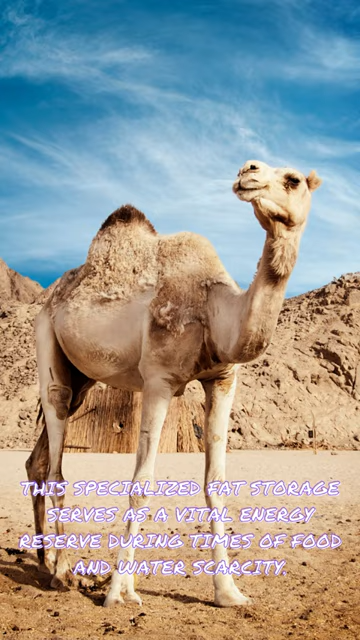 THIS SPECIALIZED FAT STORAGE
SERVES AS A VITAL ENERGY
RESERVE DURING TIMES OF FOOD
AND WATER SCARCITY.